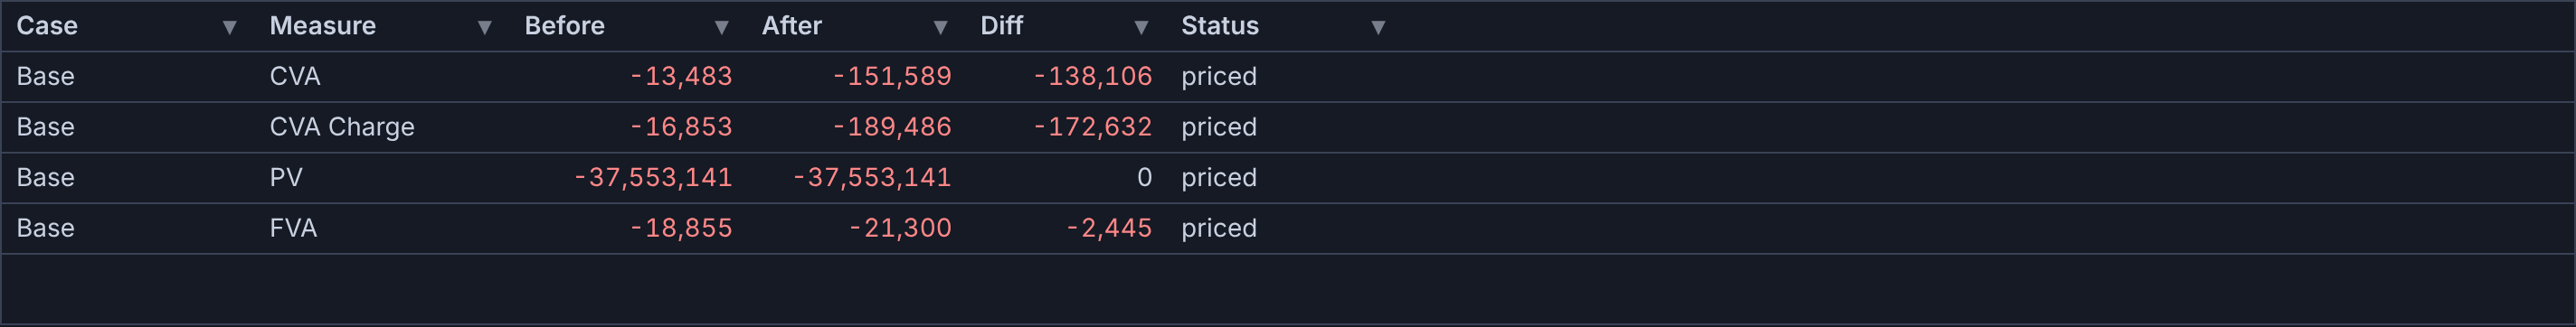 Case Measure Before After Diff Status
Base CVA -13,483 -151,589 -138,106 priced
Base CVA Charge -16,853 -189,486 -172,632 priced
Base PV -37,553,141 -37,553,141 0 priced
Base FVA -18,855 -21,300 -2,445 priced